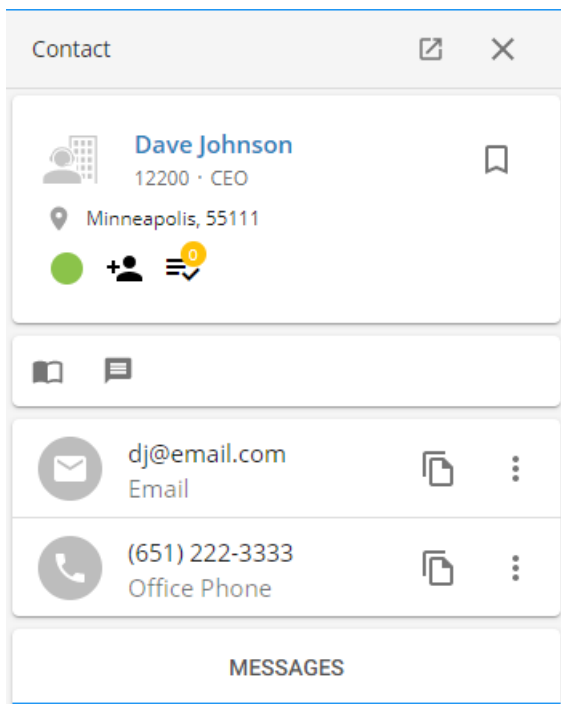 Contact
Dave Johnson
12200 · CEO
Minneapolis, 55111
0
dj@email.com
Email
(651) 222-3333
Office Phone
MESSAGES